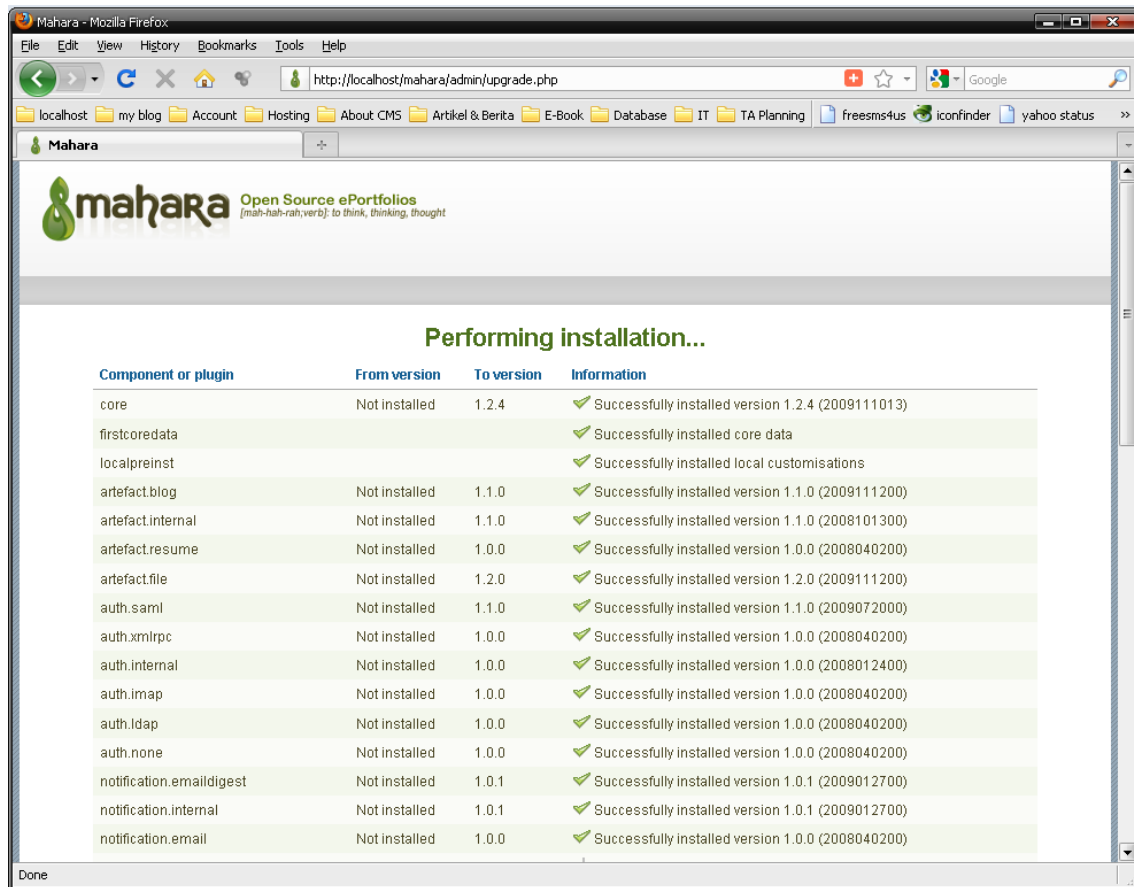 Mahara - Mozilla Firefox
File Edit View History Bookmarks Tools Help
http://localhost/mahara/admin/upgrade.php Google
localhost my blog Account Hosting About CMS Artikel & Berita E-Book Database IT TA Planning freesms4us iconfinder yahoo status »
Mahara
mahara Open Source ePortfolios
[mah-hah-rah;verb]: to think, thinking, thought
Performing installation...
Component or plugin From version To version Information
core Not installed 1.2.4 Successfully installed version 1.2.4 (2009111013)
firstcoredata Successfully installed core data
localpreinst Successfully installed local customisations
artefact.blog Not installed 1.1.0 Successfully installed version 1.1.0 (2009111200)
artefact.internal Not installed 1.1.0 Successfully installed version 1.1.0 (2008101300)
artefact.resume Not installed 1.0.0 Successfully installed version 1.0.0 (2008040200)
artefact.file Not installed 1.2.0 Successfully installed version 1.2.0 (2009111200)
auth.saml Not installed 1.1.0 Successfully installed version 1.1.0 (2009072000)
auth.xmlrpc Not installed 1.0.0 Successfully installed version 1.0.0 (2008040200)
auth.internal Not installed 1.0.0 Successfully installed version 1.0.0 (2008012400)
auth.imap Not installed 1.0.0 Successfully installed version 1.0.0 (2008040200)
auth.ldap Not installed 1.0.0 Successfully installed version 1.0.0 (2008040200)
auth.none Not installed 1.0.0 Successfully installed version 1.0.0 (2008040200)
notification.emaildigest Not installed 1.0.1 Successfully installed version 1.0.1 (2009012700)
notification.internal Not installed 1.0.1 Successfully installed version 1.0.1 (2009012700)
notification.email Not installed 1.0.0 Successfully installed version 1.0.0 (2008040200)
Done